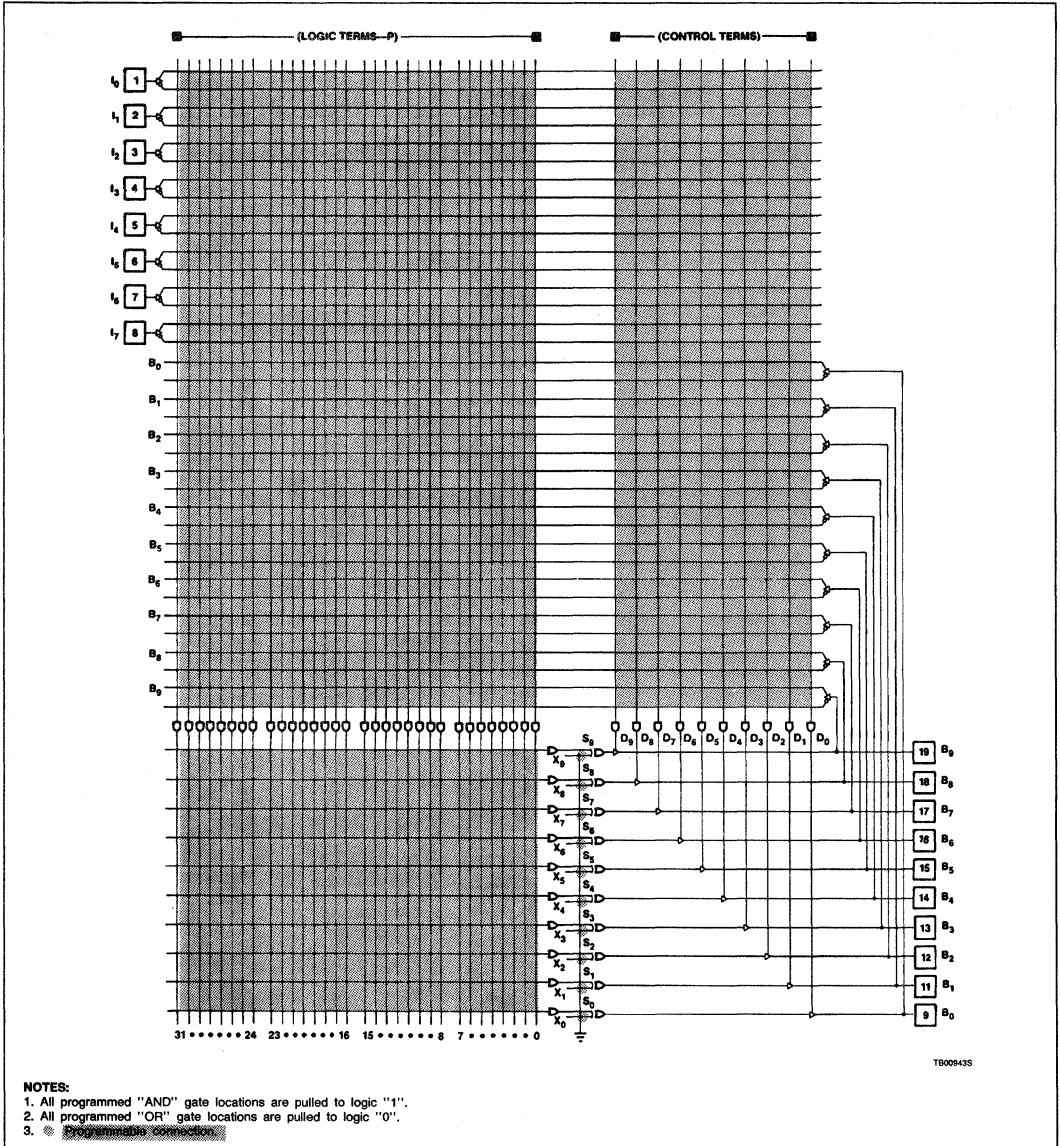 (LOGIC TERMS—P) (CONTROL TERMS)
I0 1
I1 2
I2 3
I3 4
I4 5
I5 6
I6 7
I7 8
B0
B1
B2
B3
B4
B5
B6
B7
B8
B9
D9 D8 D7 D6 D5 D4 D3 D2 D1 D0
X9 S9 19 B9
X8 S8 18 B8
X7 S7 17 B7
X6 S6 16 B6
X5 S5 15 B5
X4 S4 14 B4
X3 S3 13 B3
X2 S2 12 B2
X1 S1 11 B1
X0 S0 9 B0
31 • • • • • • 24 23 • • • • • • 16 15 • • • • • • 8 7 • • • • • • 0
TB00943S
NOTES:
1. All programmed "AND" gate locations are pulled to logic "1".
2. All programmed "OR" gate locations are pulled to logic "0".
3. Programmable connection.